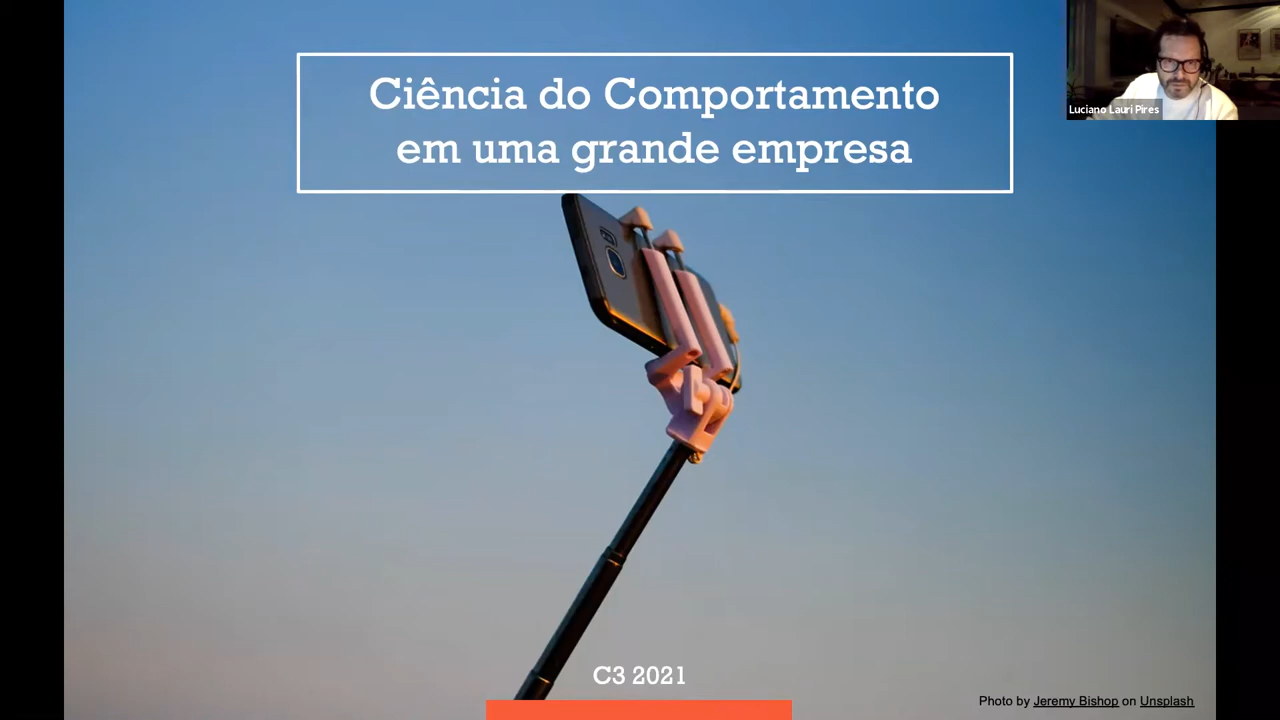 Ciência do Comportamento
em uma grande empresa
Luciano Lauri Pires
C3 2021
Photo by Jeremy Bishop on Unsplash